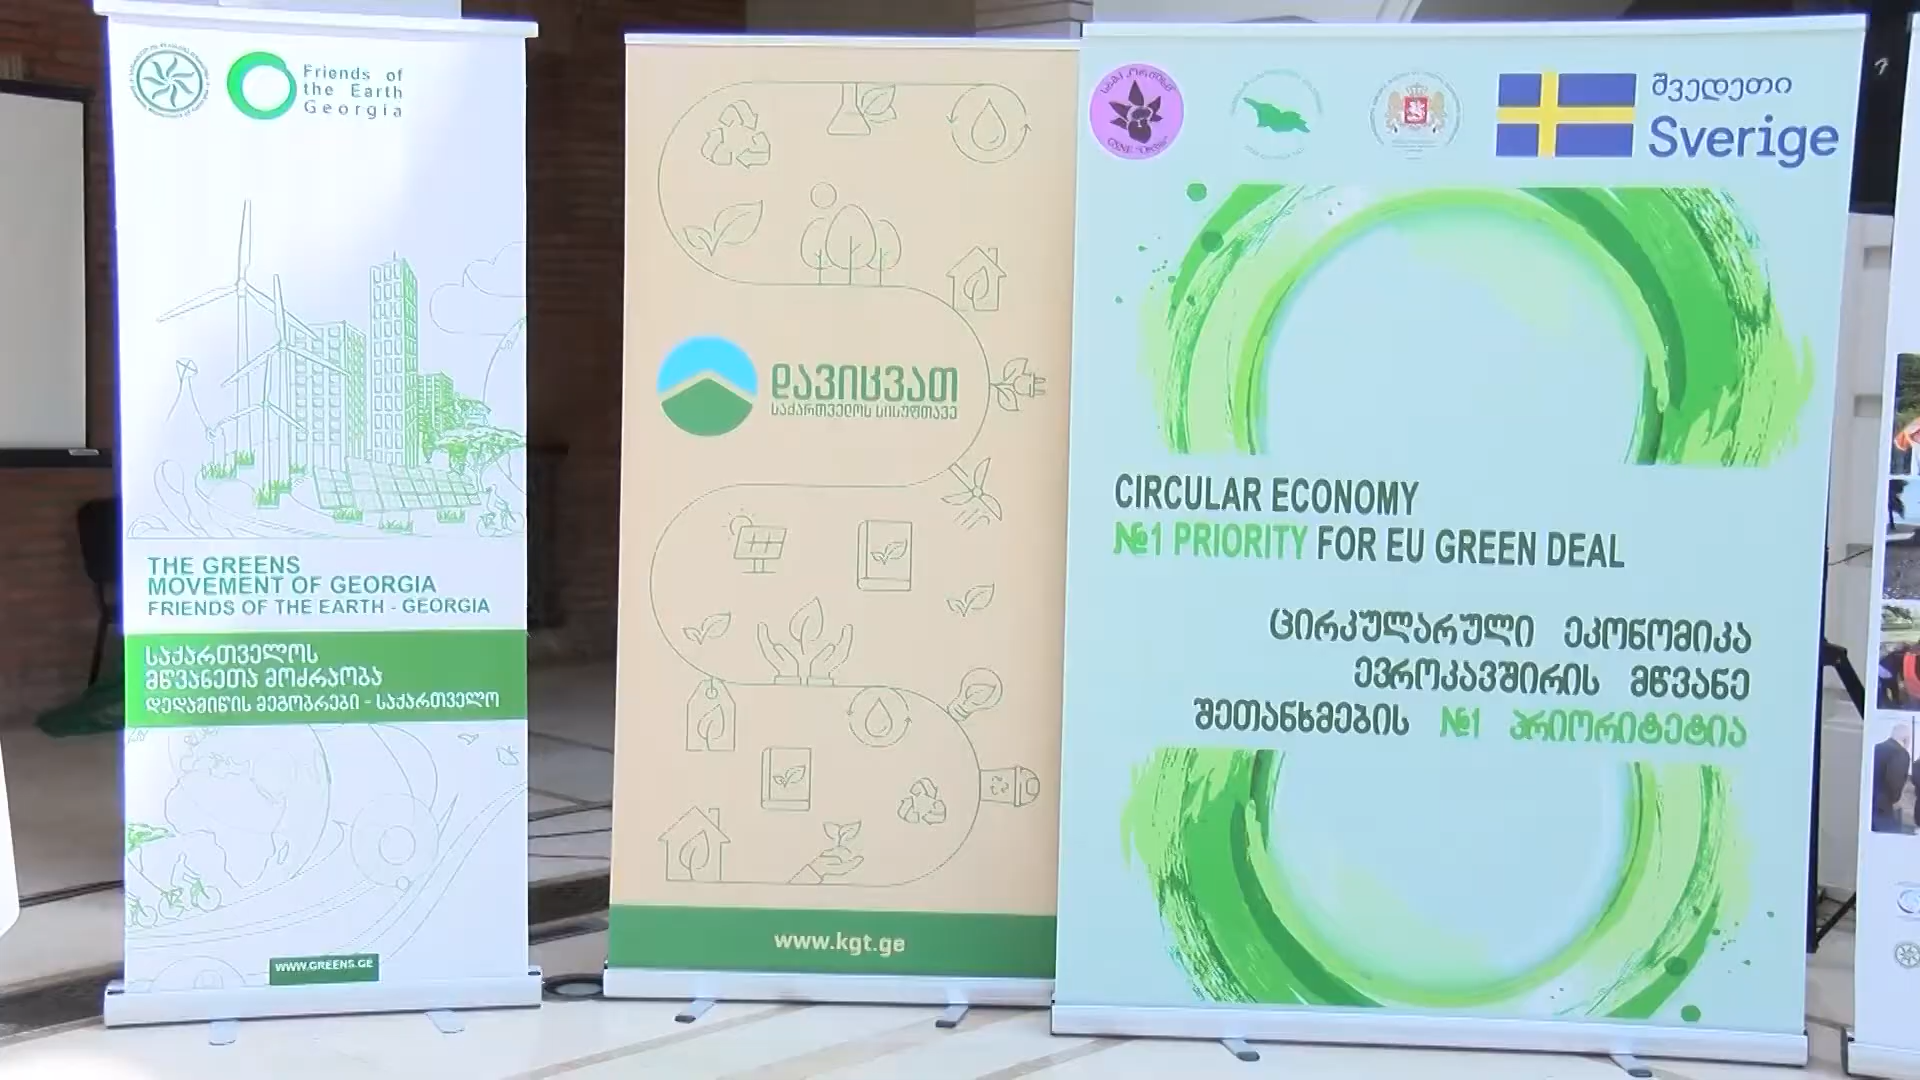 Friends of
the Earth
Georgia
THE GREENS
MOVEMENT OF GEORGIA
FRIENDS OF THE EARTH - GEORGIA
საქართველოს
მწვანეთა მოძრაობა
დედამიწის მეგობრები - საქართველო
WWW.GREENS.GE
დავიცვათ
საქართველოს სისუფთავე
www.kgt.ge
შვედეთი
Sverige
CIRCULAR ECONOMY
№1 PRIORITY FOR EU GREEN DEAL
ცირკულარული ეკონომიკა
ევროკავშირის მწვანე
შეთანხმების №1 პრიორიტეტია